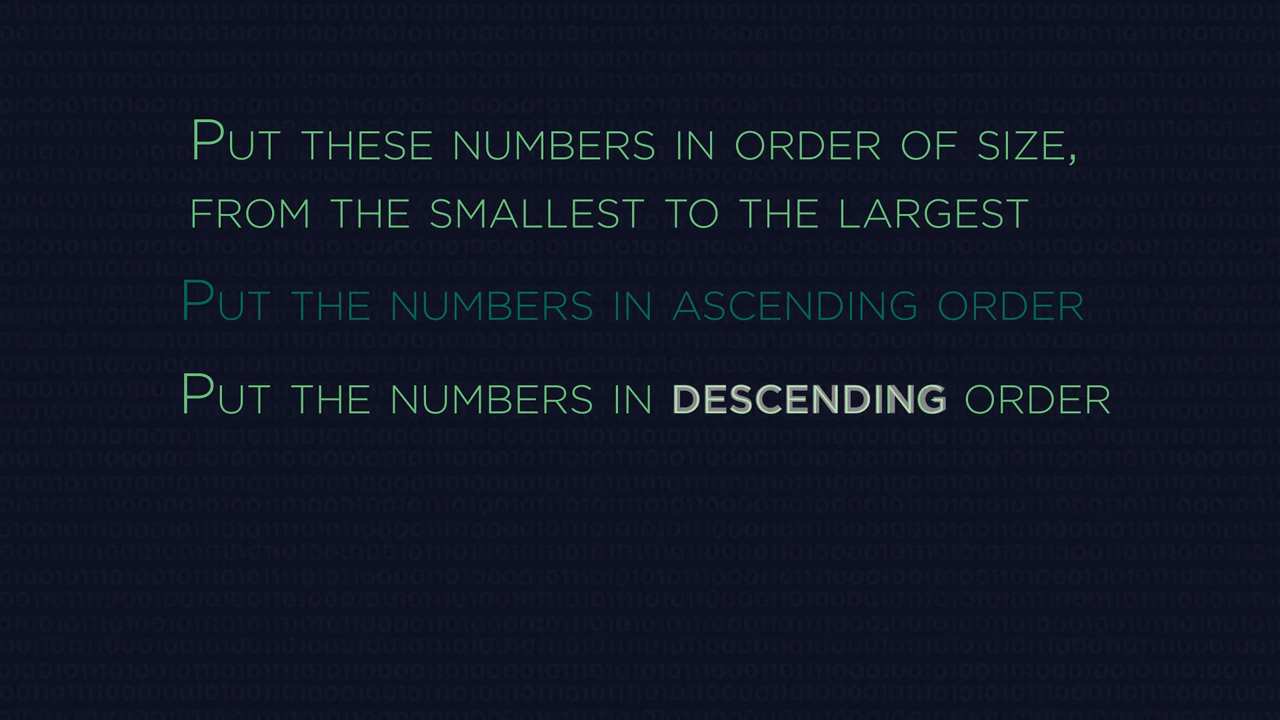 Put these numbers in order of size,
from the smallest to the largest
Put the numbers in ascending order
Put the numbers in DESCENDING order